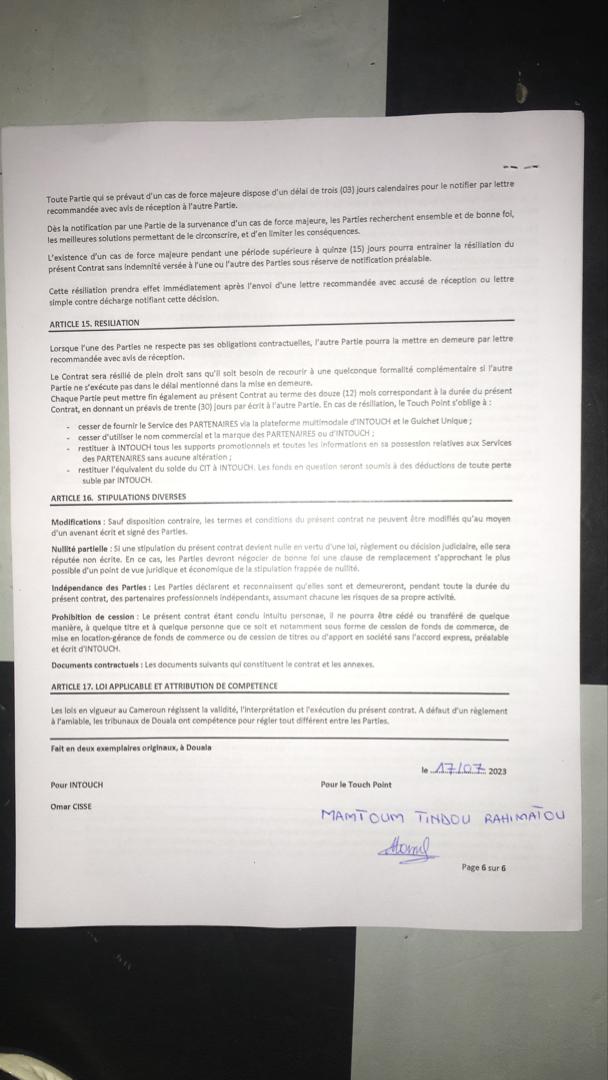 Toute Partie qui se prévaut d'un cas de force majeure dispose d'un délai de trois (03) jours calendaires pour le notifier par lettre
recommandée avec avis de réception à l'autre Partie.
Dès la notification par une Partie de la survenance d'un cas de force majeure, les Parties recherchent ensemble et de bonne foi,
les meilleures solutions permettant de le circonscrire, et d'en limiter les conséquences.
L'existence d'un cas de force majeure pendant une période supérieure à quinze (15) jours pourra entrainer la résiliation du
présent Contrat sans indemnité versée à l'une ou l'autre des Parties sous réserve de notification préalable.
Cette résiliation prendra effet immédiatement après l'envoi d'une lettre recommandée avec accusé de réception ou lettre
simple contre décharge notifiant cette décision.
ARTICLE 15. RESILIATION
Lorsque l'une des Parties ne respecte pas ses obligations contractuelles, l'autre Partie pourra la mettre en demeure par lettre
recommandée avec avis de réception.
Le Contrat sera résilié de plein droit sans qu'il soit besoin de recourir à une quelconque formalité complémentaire si l'autre
Partie ne s'exécute pas dans le délai mentionné dans la mise en demeure.
Chaque Partie peut mettre fin également au présent Contrat au terme des douze (12) mois correspondant à la durée du présent
Contrat, en donnant un préavis de trente (30) jours par écrit à l'autre Partie. En cas de résiliation, le Touch Point s'oblige à :
- cesser de fournir le Service des PARTENAIRES via la plateforme multimodale d'INTOUCH et le Guichet Unique ;
- cesser d'utiliser le nom commercial et la marque des PARTENAIRES ou d'INTOUCH ;
- restituer à INTOUCH tous les supports promotionnels et toutes les informations en sa possession relatives aux Services
des PARTENAIRES sans aucune altération ;
- restituer l'équivalent du solde du CIT à INTOUCH. Les fonds en question seront soumis à des déductions de toute perte
subie par INTOUCH.
ARTICLE 16. STIPULATIONS DIVERSES
Modifications : Sauf disposition contraire, les termes et conditions du présent contrat ne peuvent être modifiés qu'au moyen
d'un avenant écrit et signé des Parties.
Nullité partielle : Si une stipulation du présent contrat devient nulle en vertu d'une loi, règlement ou décision judiciaire, elle sera
réputée non écrite. En ce cas, les Parties devront négocier de bonne foi une clause de remplacement s'approchant le plus
possible d'un point de vue juridique et économique de la stipulation frappée de nullité.
Indépendance des Parties : Les Parties déclarent et reconnaissent qu'elles sont et demeureront, pendant toute la durée du
présent contrat, des partenaires professionnels indépendants, assumant chacune les risques de sa propre activité.
Prohibition de cession : Le présent contrat étant condu intuitu personae, il ne pourra être cédé ou transféré de quelque
manière, à quelque titre et à quelque personne que ce soit et notamment sous forme de cession de fonds de commerce, de
mise en location-gérance de fonds de commerce ou de cession de titres ou d'apport en société sans l'accord express, préalable
et écrit d'INTOUCH.
Documents contractuels : Les documents suivants qui constituent le contrat et les annexes.
ARTICLE 17. LOI APPLICABLE ET ATTRIBUTION DE COMPETENCE
Les lois en vigueur au Cameroun régissent la validité, l'interprétation et l'exécution du présent contrat. A défaut d'un règlement
à l'amiable, les tribunaux de Douala ont compétence pour régler tout différent entre les Parties.
Fait en deux exemplaires originaux, à Douala
le 17/07 2023
Pour INTOUCH Pour le Touch Point
Omar CISSE
MAMTOUM TINDOU RAHIMATOU
Page 6 sur 6